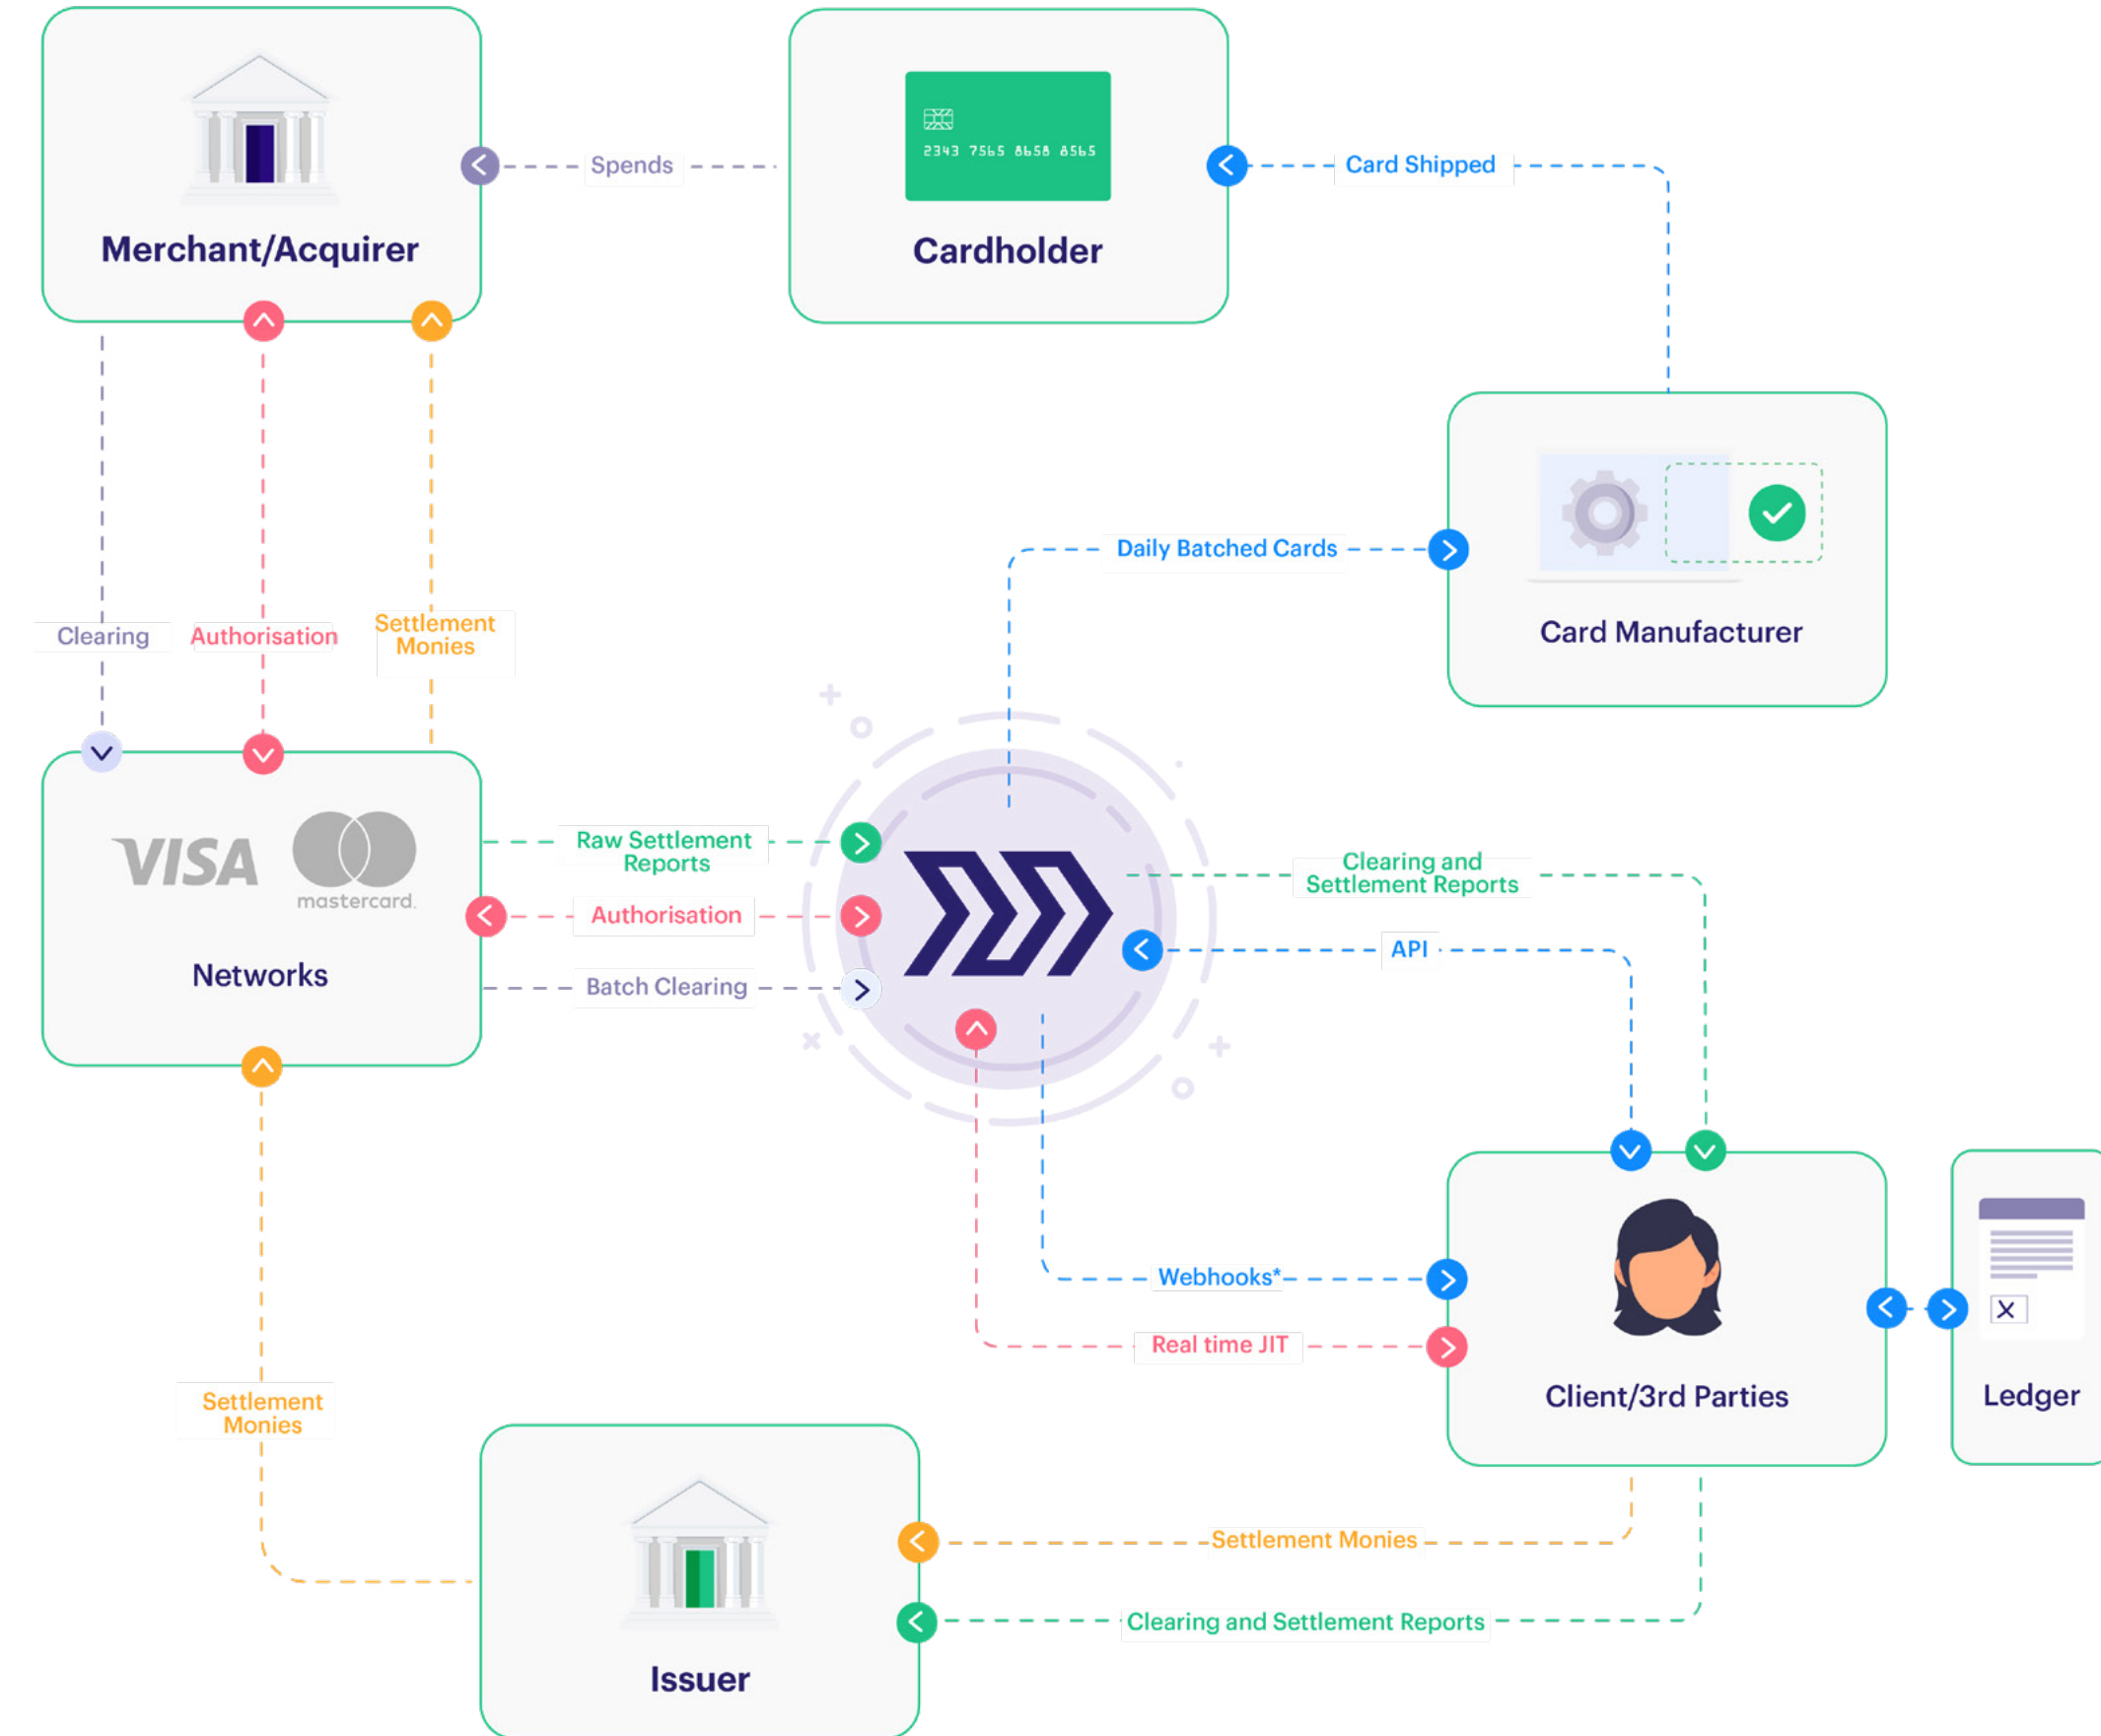 2343 7565 8658 8565
Merchant/Acquirer
Spends
Cardholder
Card Shipped
Clearing
Authorisation
Settlement
Monies
Daily Batched Cards
Card Manufacturer
VISA
mastercard.
Networks
Raw Settlement
Reports
Authorisation
Batch Clearing
Clearing and
Settlement Reports
API
Webhooks*
Real time JIT
Client/3rd Parties
Ledger
Settlement
Monies
Settlement Monies
Clearing and Settlement Reports
Issuer